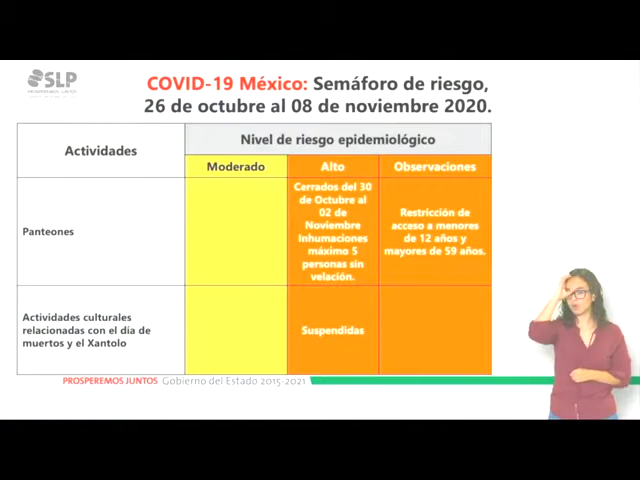 SLP
PROSPEREMOS JUNTOS
COVID-19 México: Semáforo de riesgo,
26 de octubre al 08 de noviembre 2020.
Actividades
Nivel de riesgo epidemiológico
Moderado
Alto
Observaciones
Panteones
Cerrados del 30
de Octubre al
02 de
Noviembre
Inhumaciones
máximo 5
personas sin
velación.
Restricción de
acceso a menores
de 12 años y
mayores de 59 años.
Actividades culturales
relacionadas con el día de
muertos y el Xantolo
Suspendidas
PROSPEREMOS JUNTOS Gobierno del Estado 2015-2021